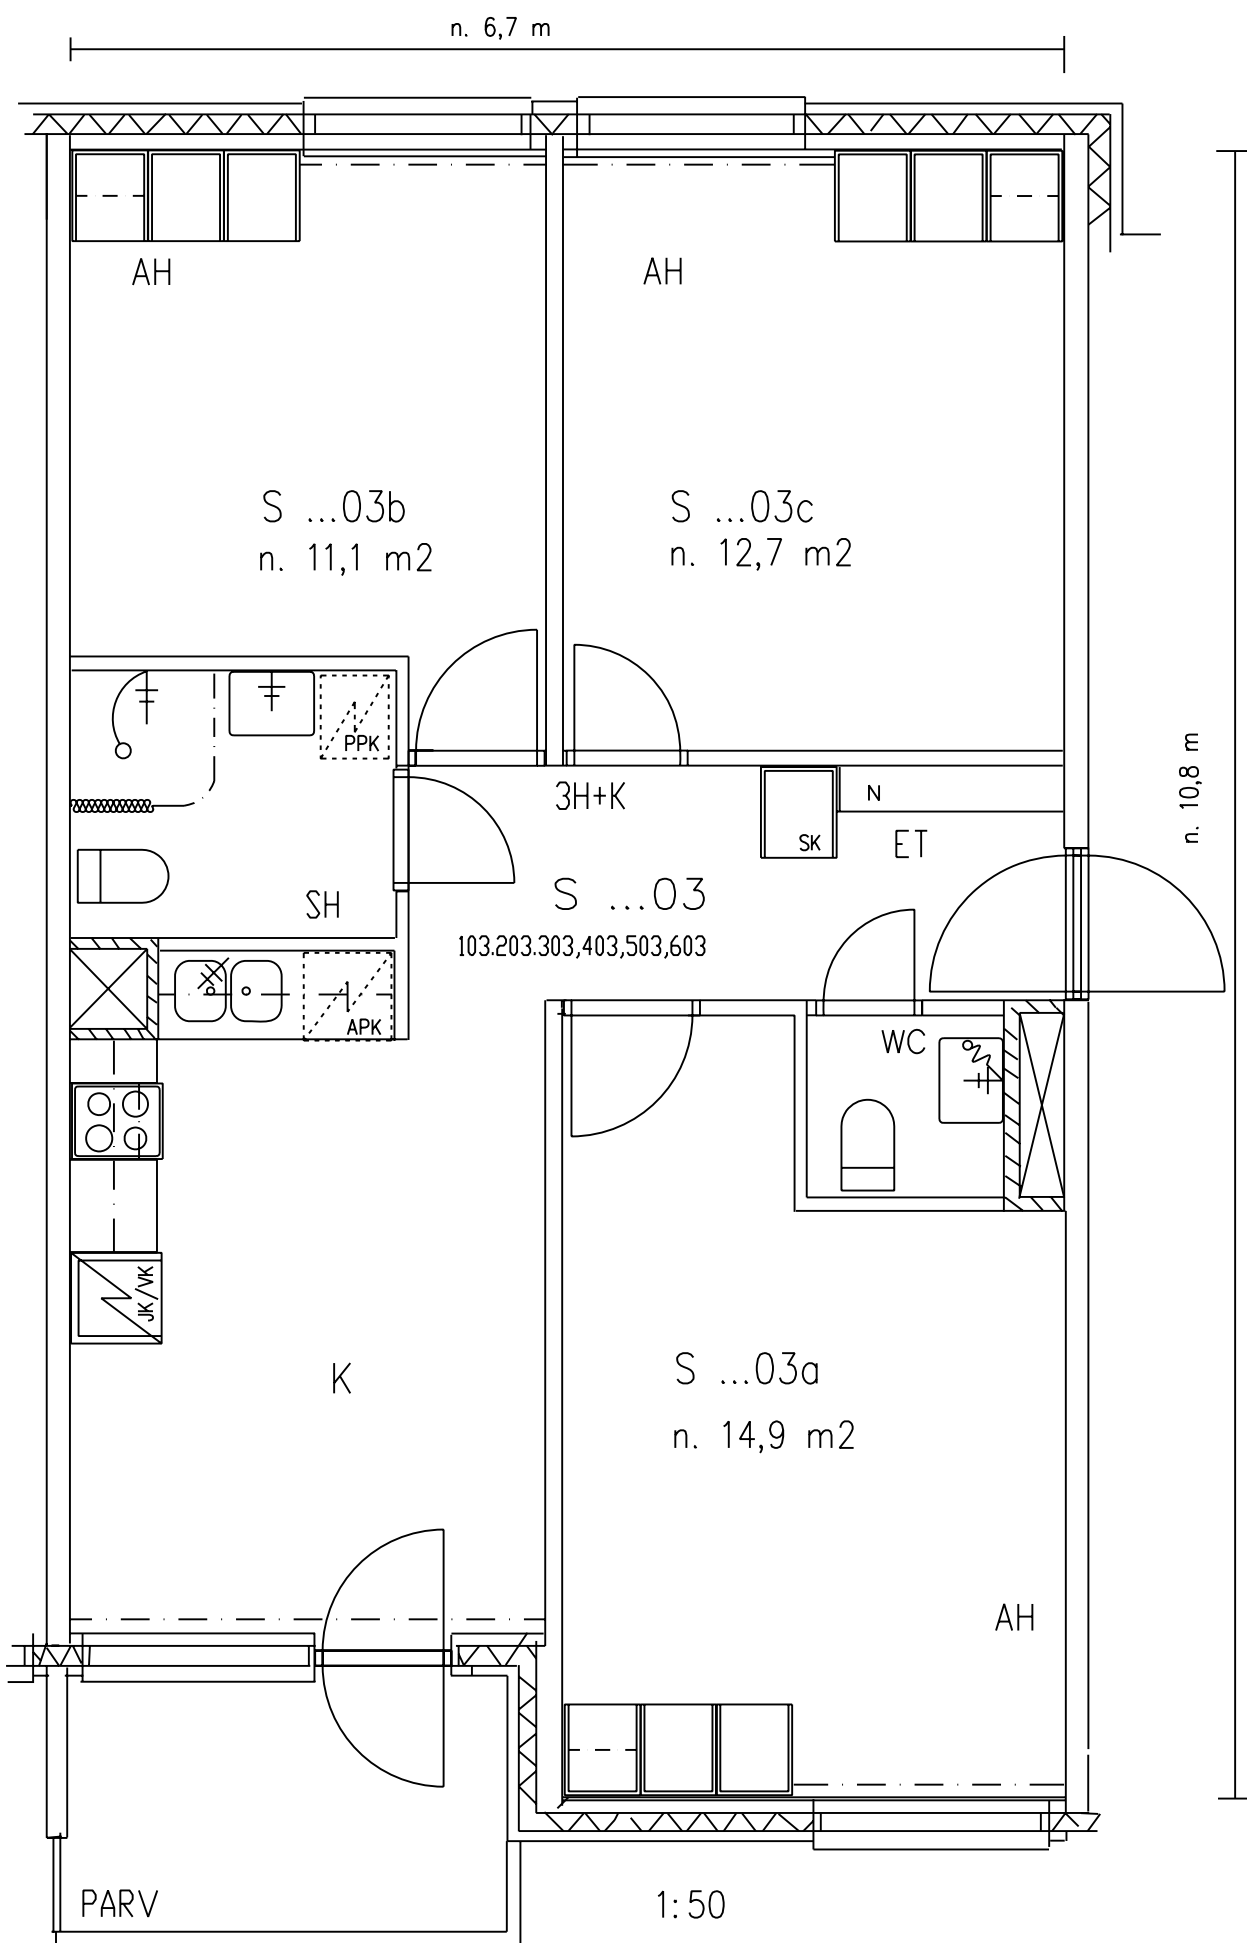 n. 6,7 m
AH
AH
S ...03b
n. 11,1 m2
S ...03c
n. 12,7 m2
n. 10,8 m
PPK
3H+K
N
SK
ET
SH
S ...03
103.203.303,403,503,603
APK
WC
JK/VK
K
S ...03a
n. 14,9 m2
AH
PARV
1:50